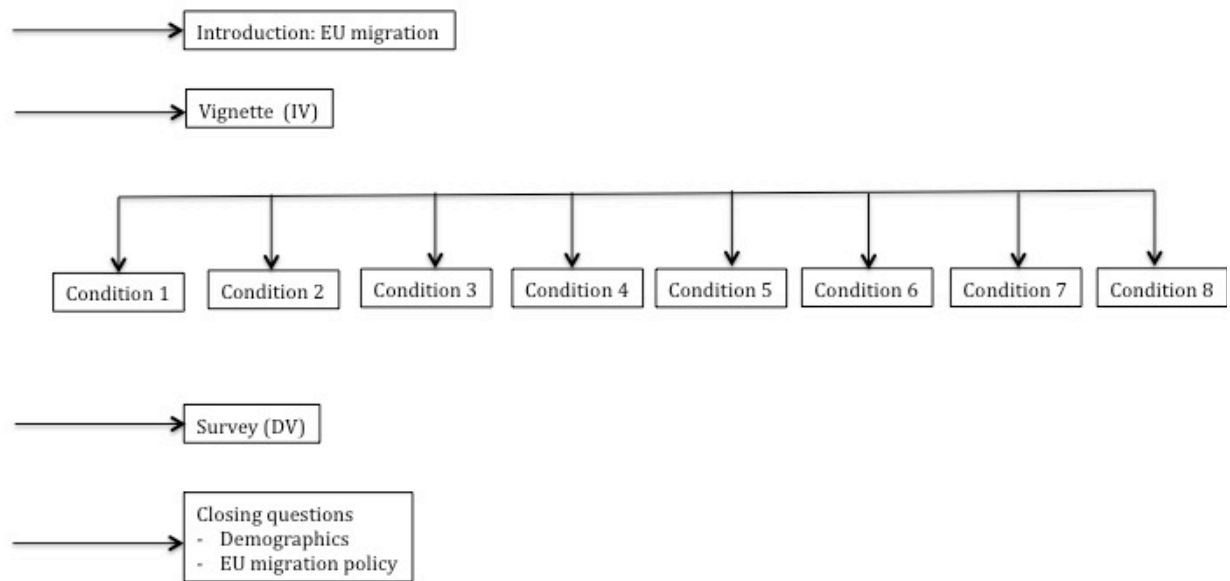 Introduction: EU migration
Vignette (IV)
Condition 1
Condition 2
Condition 3
Condition 4
Condition 5
Condition 6
Condition 7
Condition 8
Survey (DV)
Closing questions
- Demographics
- EU migration policy